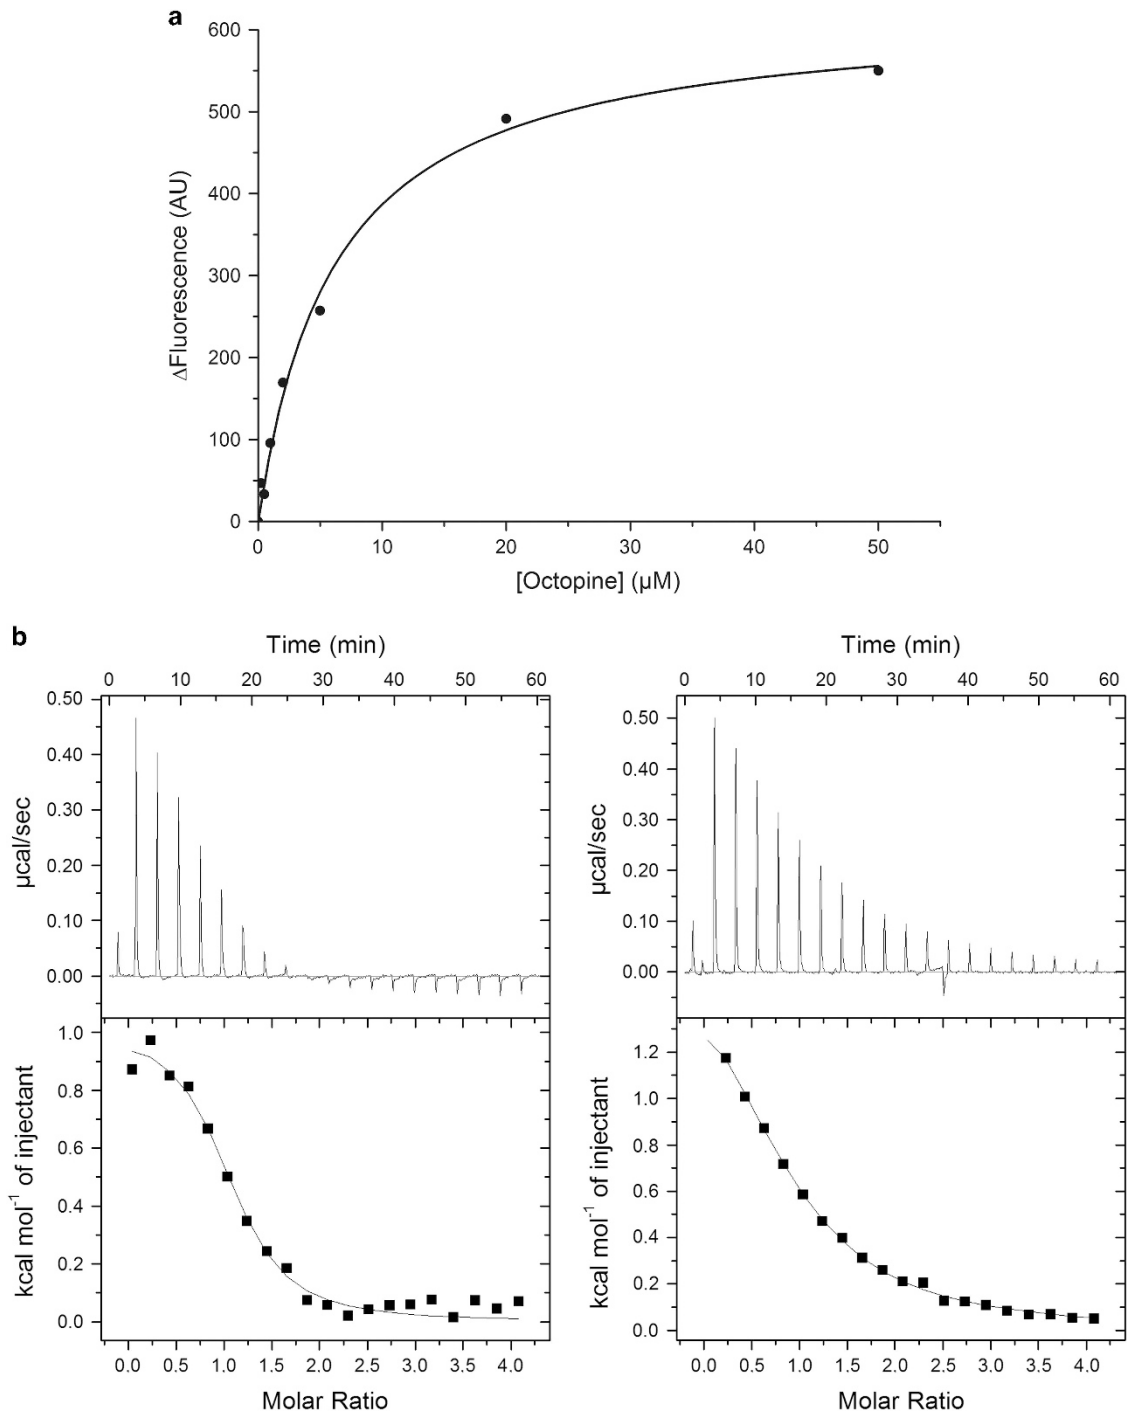 a
600
500
400
300
200
100
0
ΔFluorescence (AU)
0 10 20 30 40 50
[Octopine] (µM)
b
Time (min)
0 10 20 30 40 50 60
0.50
0.40
0.30
0.20
0.10
0.00
µcal/sec
1.0
0.8
0.6
0.4
0.2
0.0
kcal mol⁻¹ of injectant
0.0 0.5 1.0 1.5 2.0 2.5 3.0 3.5 4.0
Molar Ratio
Time (min)
0 10 20 30 40 50 60
0.50
0.40
0.30
0.20
0.10
0.00
µcal/sec
1.2
1.0
0.8
0.6
0.4
0.2
0.0
kcal mol⁻¹ of injectant
0.0 0.5 1.0 1.5 2.0 2.5 3.0 3.5 4.0
Molar Ratio